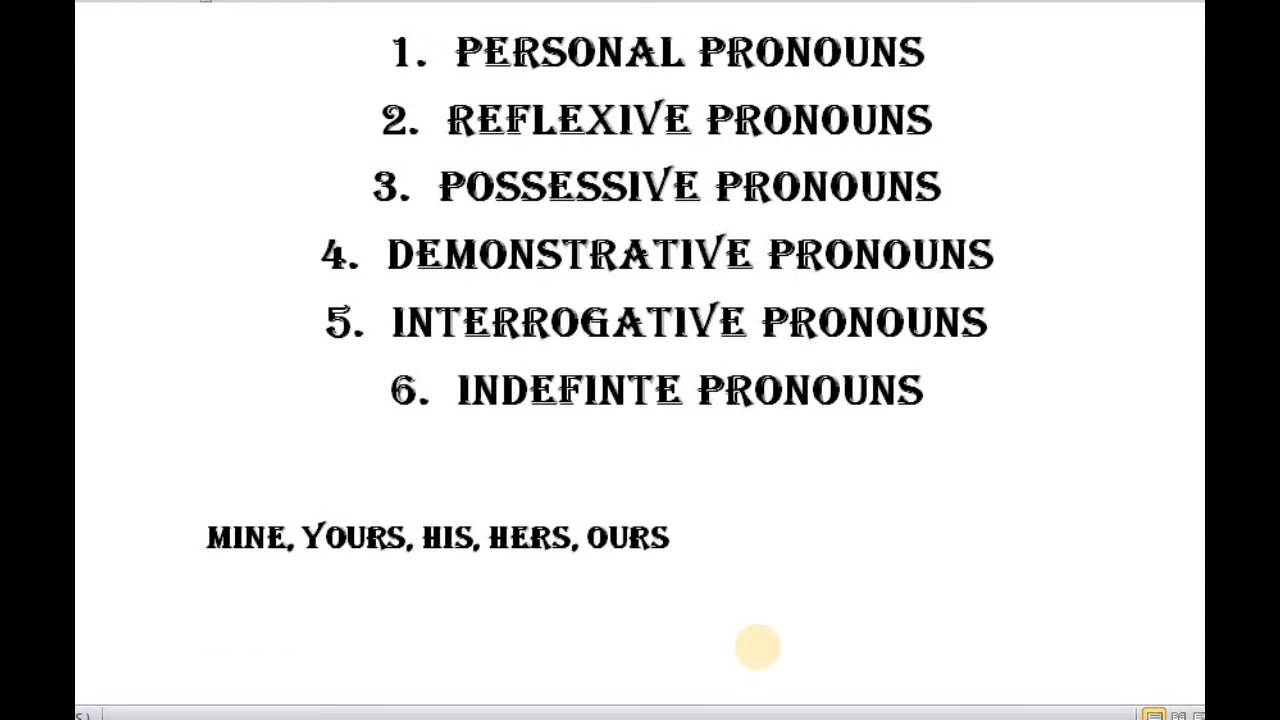 1. PERSONAL PRONOUNS
2. REFLEXIVE PRONOUNS
3. POSSESSIVE PRONOUNS
4. DEMONSTRATIVE PRONOUNS
5. INTERROGATIVE PRONOUNS
6. INDEFINTE PRONOUNS
MINE, YOURS, HIS, HERS, OURS